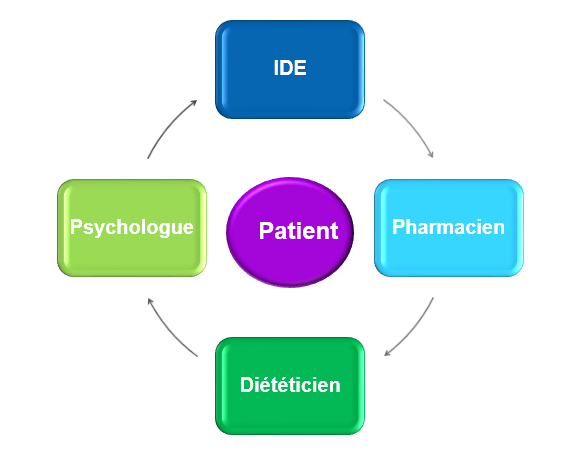 IDE
Psychologue
Patient
Pharmacien
Diététicien